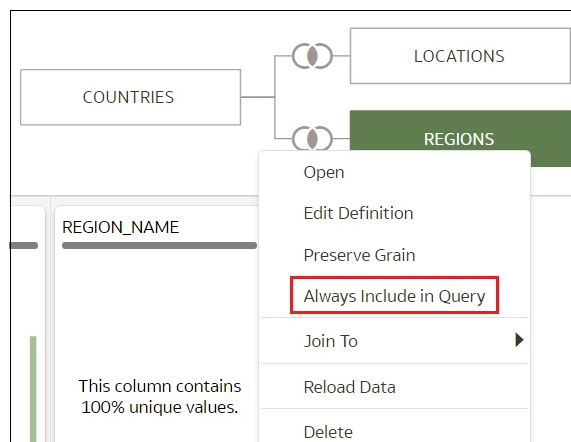 LOCATIONS
COUNTRIES
REGIONS
Open
REGION_NAME
Edit Definition
Preserve Grain
Always Include in Query
Join To
This column contains
100% unique values.
Reload Data
Delete